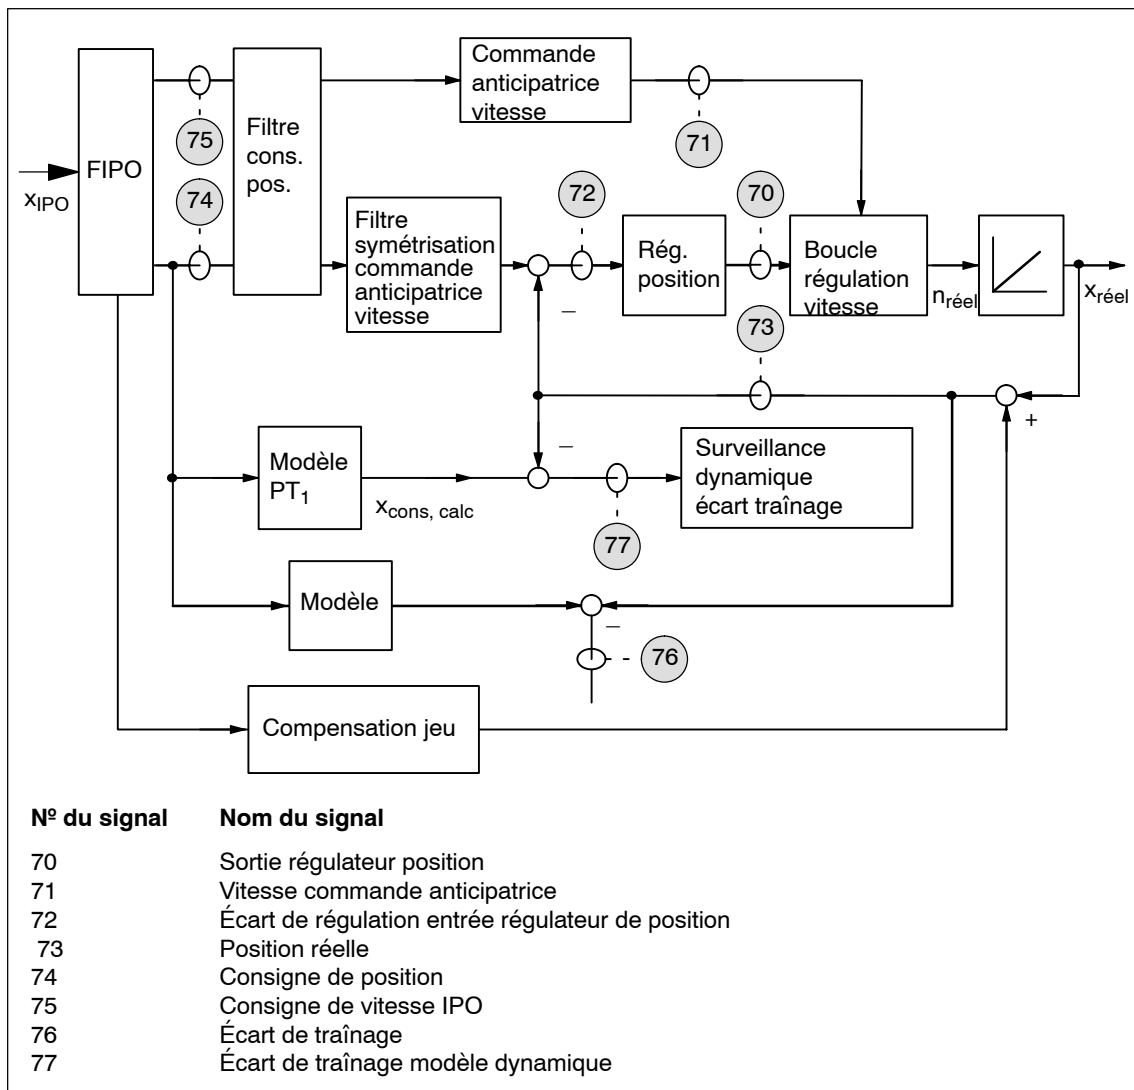 Commande
anticipatrice
vitesse
75
71
Filtre
cons.
pos.
FIPO
x_IPO
74
72
70
Filtre
symétrisation
commande
anticipatrice
vitesse
Rég.
position
Boucle
régulation
vitesse
n_réel
x_réel
–
73
+
–
Modèle
PT1
x_cons, calc
Surveillance
dynamique
écart traînage
77
Modèle
–
76
Compensation jeu
Nº du signal Nom du signal
70 Sortie régulateur position
71 Vitesse commande anticipatrice
72 Écart de régulation entrée régulateur de position
73 Position réelle
74 Consigne de position
75 Consigne de vitesse IPO
76 Écart de traînage
77 Écart de traînage modèle dynamique